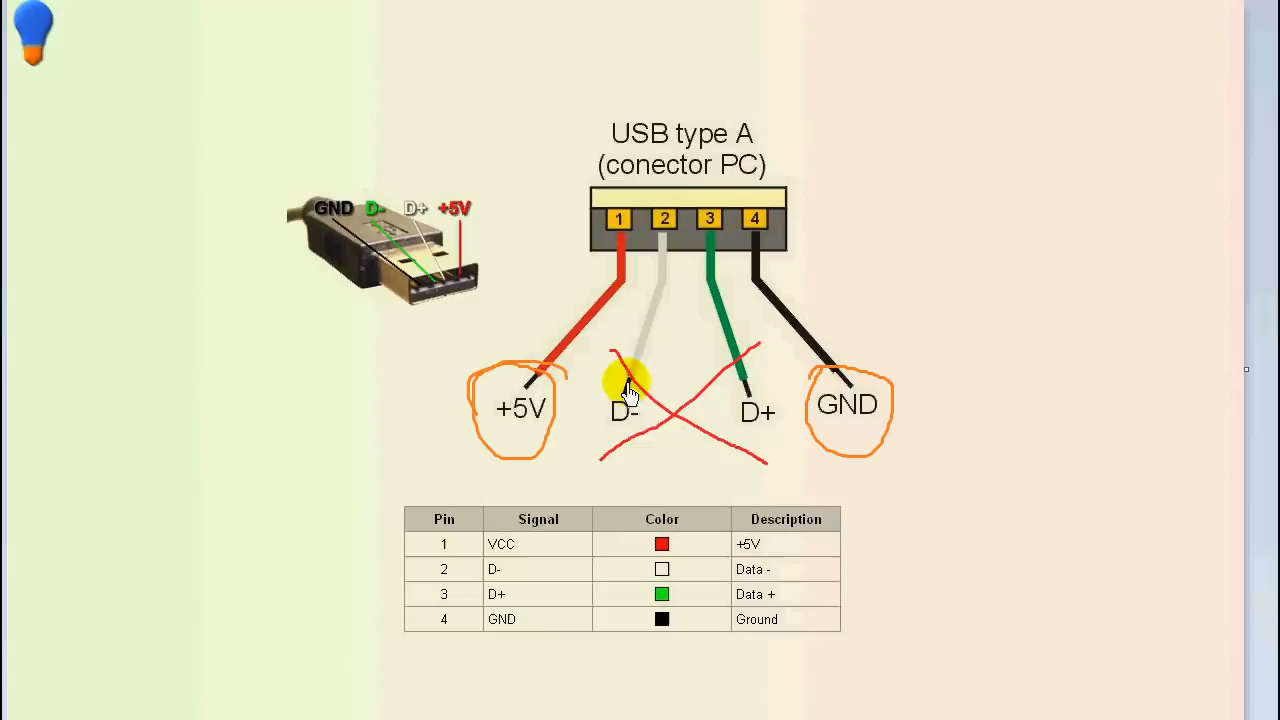 USB type A
(conector PC)
GND D- D+ +5V
1 2 3 4
+5V D- D+ GND
Pin Signal Color Description
1 VCC +5V
2 D- Data -
3 D+ Data +
4 GND Ground